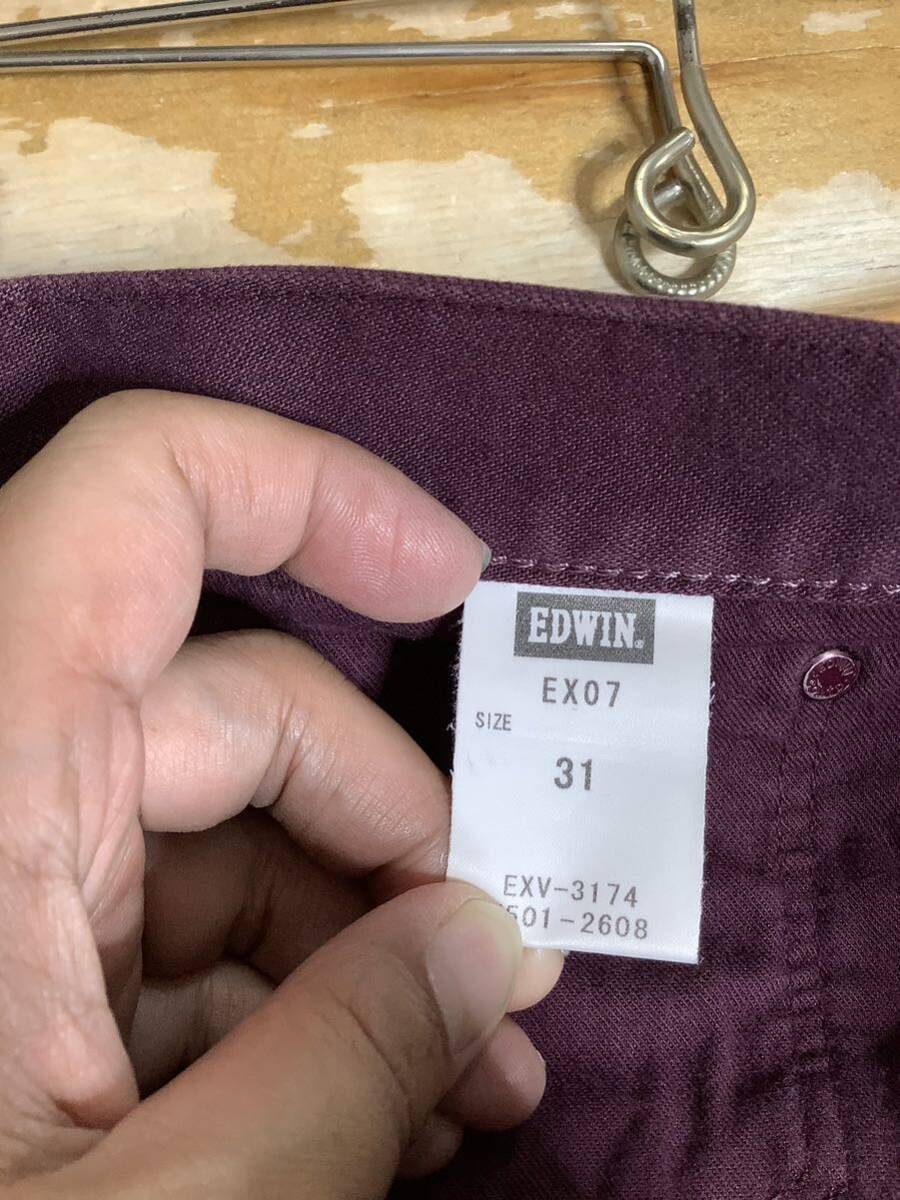 EDWIN.
EX07
SIZE
31
EXV-3174
501-2608